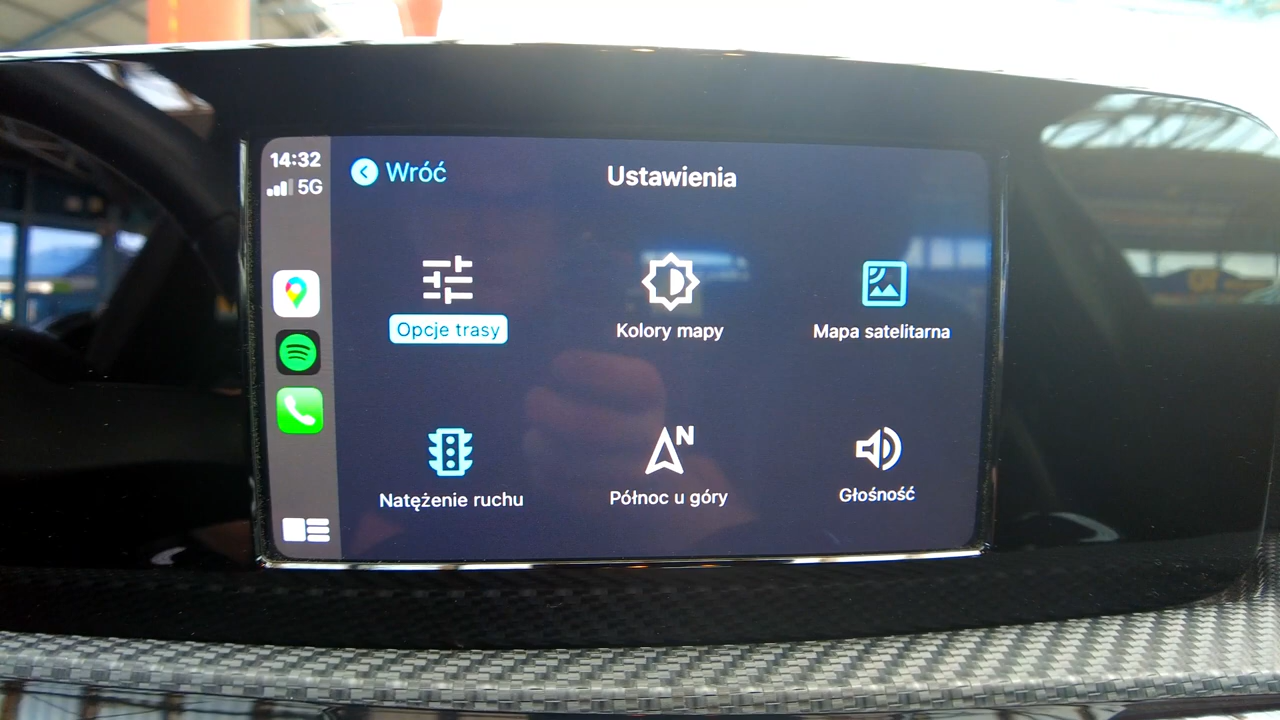 14:32
5G
Wróć
Ustawienia
Opcje trasy
Kolory mapy
Mapa satelitarna
Natężenie ruchu
N
Północ u góry
Głośność